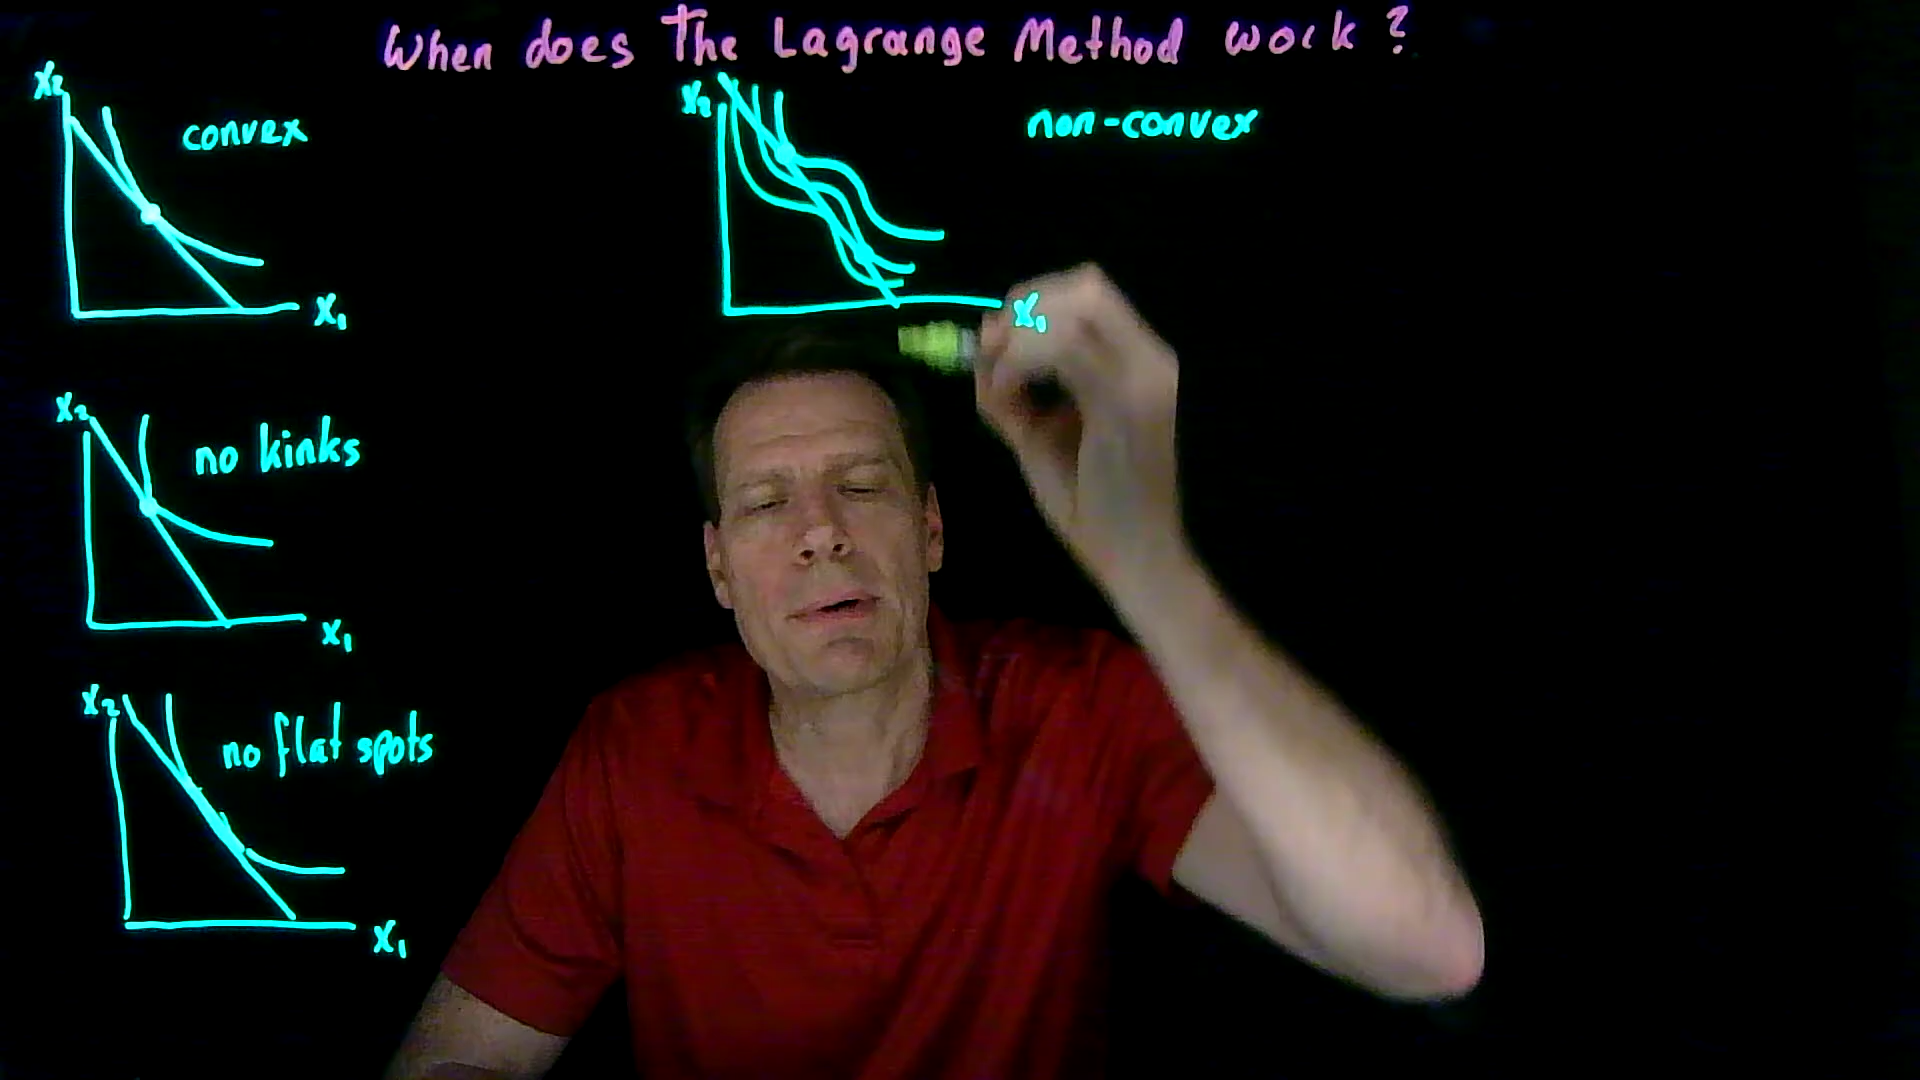 When does The Lagrange Method work?
x₂
convex
x₁
x₂
non-convex
x₁
x₂
no kinks
x₁
x₂
no flat spots
x₁